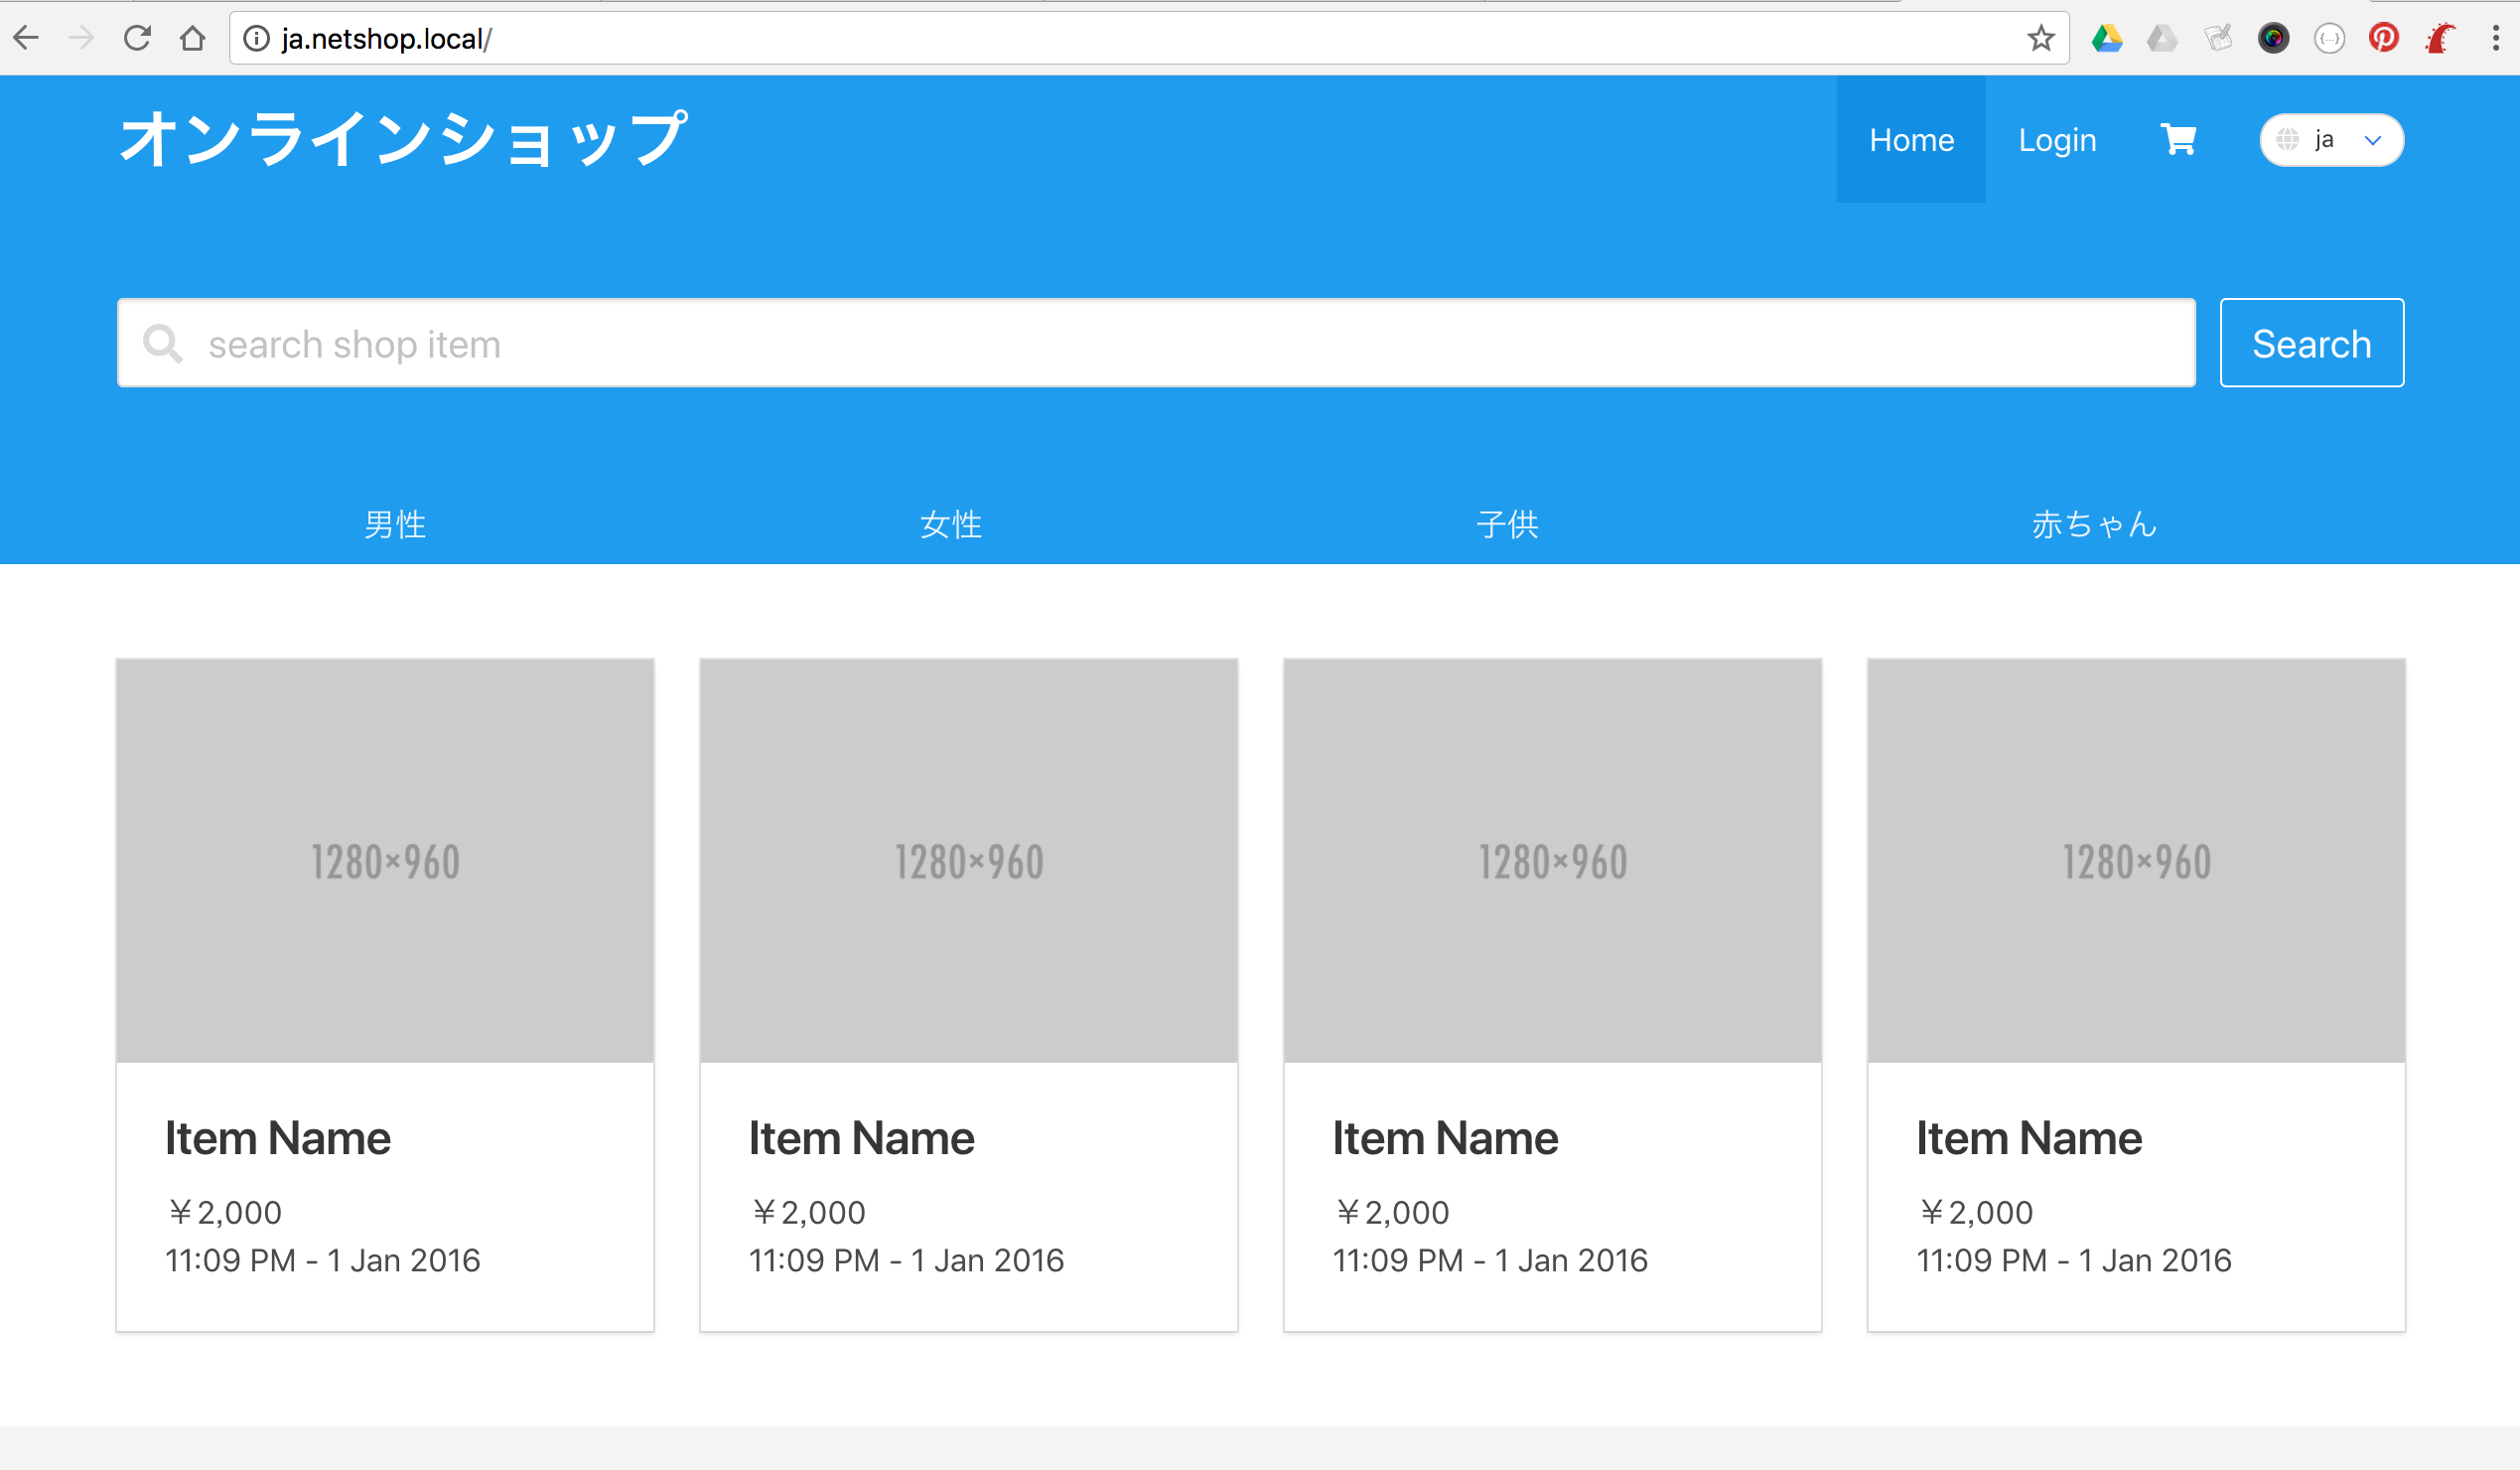 ja.netshop.local/
オンラインショップ
Home Login ja
search shop item Search
男性 女性 子供 赤ちゃん
1280×960 1280×960 1280×960 1280×960
Item Name Item Name Item Name Item Name
￥2,000 ￥2,000 ￥2,000 ￥2,000
11:09 PM - 1 Jan 2016 11:09 PM - 1 Jan 2016 11:09 PM - 1 Jan 2016 11:09 PM - 1 Jan 2016